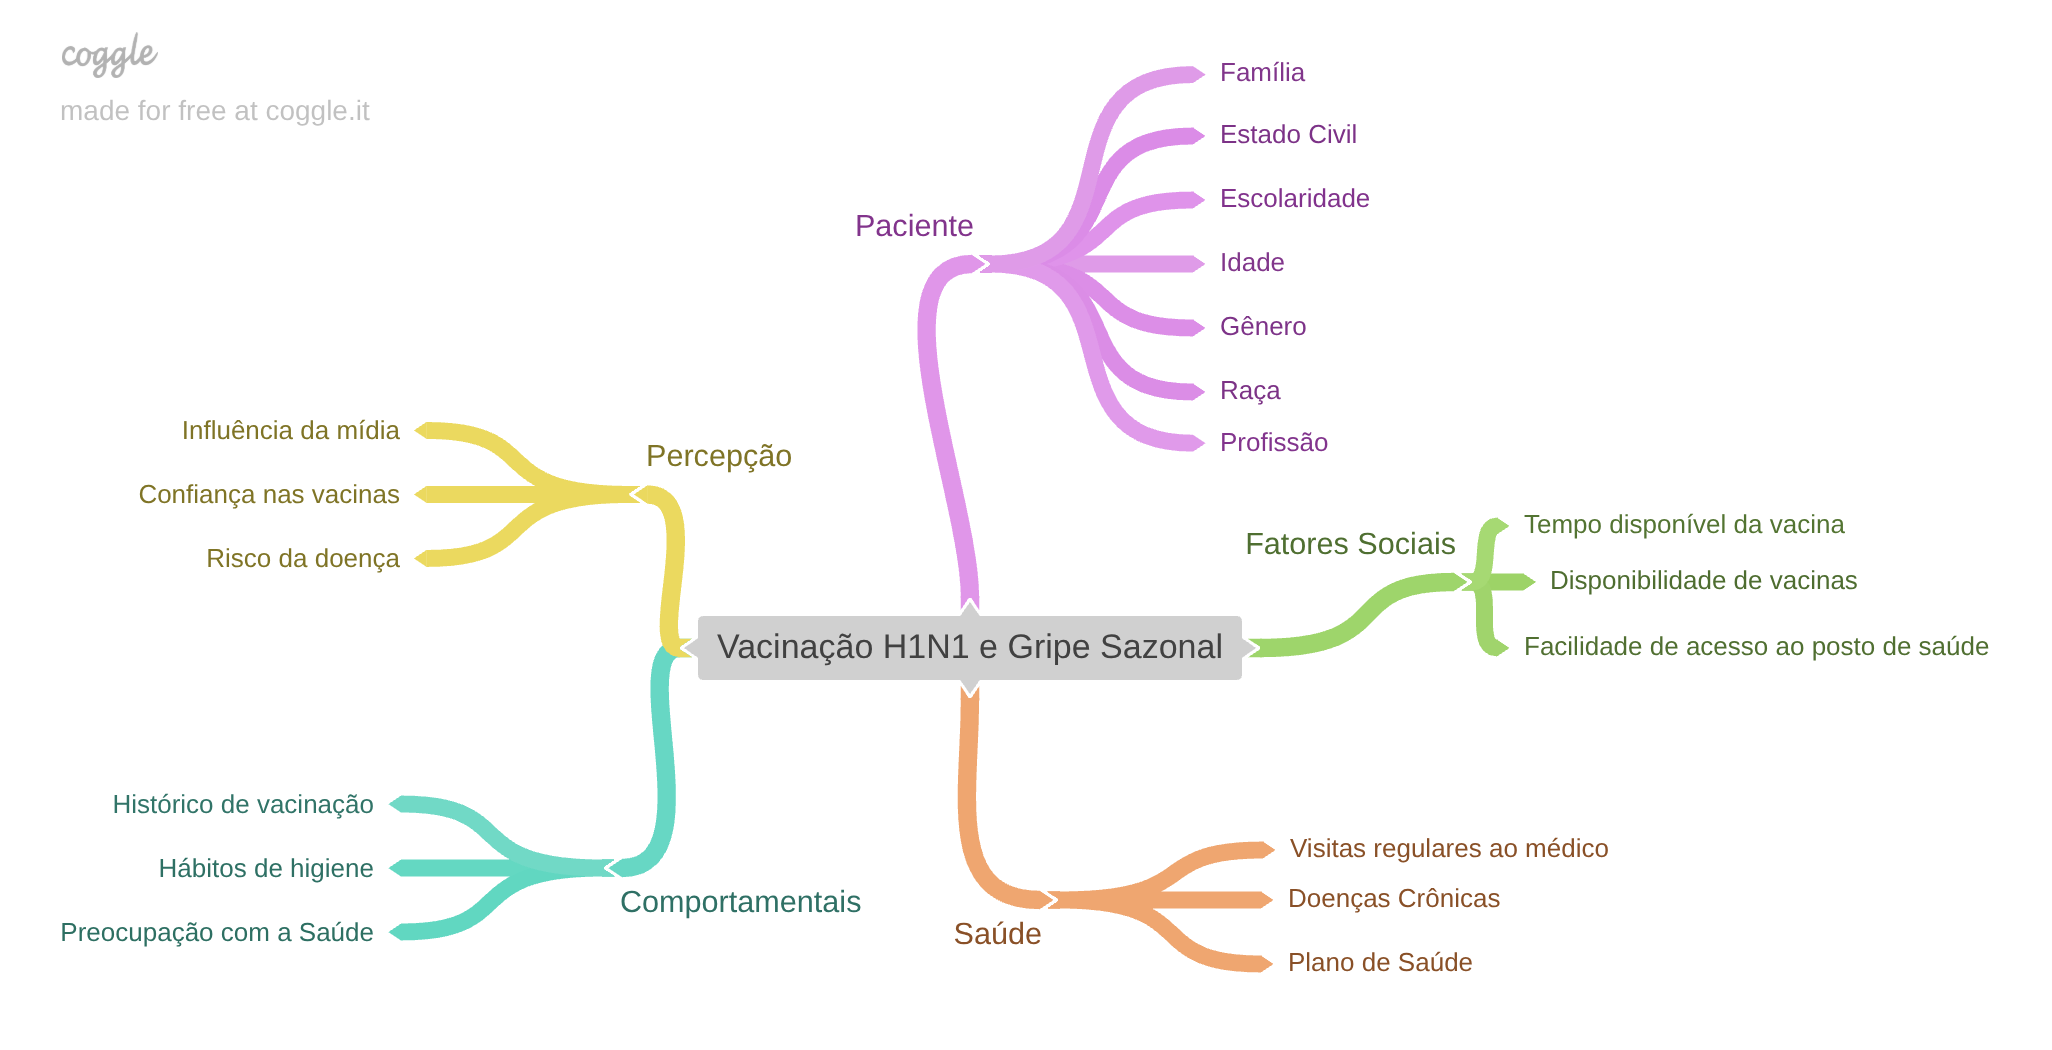 coggle
made for free at coggle.it
Família
Estado Civil
Escolaridade
Paciente
Idade
Gênero
Raça
Profissão
Influência da mídia
Percepção
Confiança nas vacinas
Risco da doença
Fatores Sociais
Tempo disponível da vacina
Disponibilidade de vacinas
Facilidade de acesso ao posto de saúde
Vacinação H1N1 e Gripe Sazonal
Histórico de vacinação
Hábitos de higiene
Preocupação com a Saúde
Comportamentais
Saúde
Visitas regulares ao médico
Doenças Crônicas
Plano de Saúde